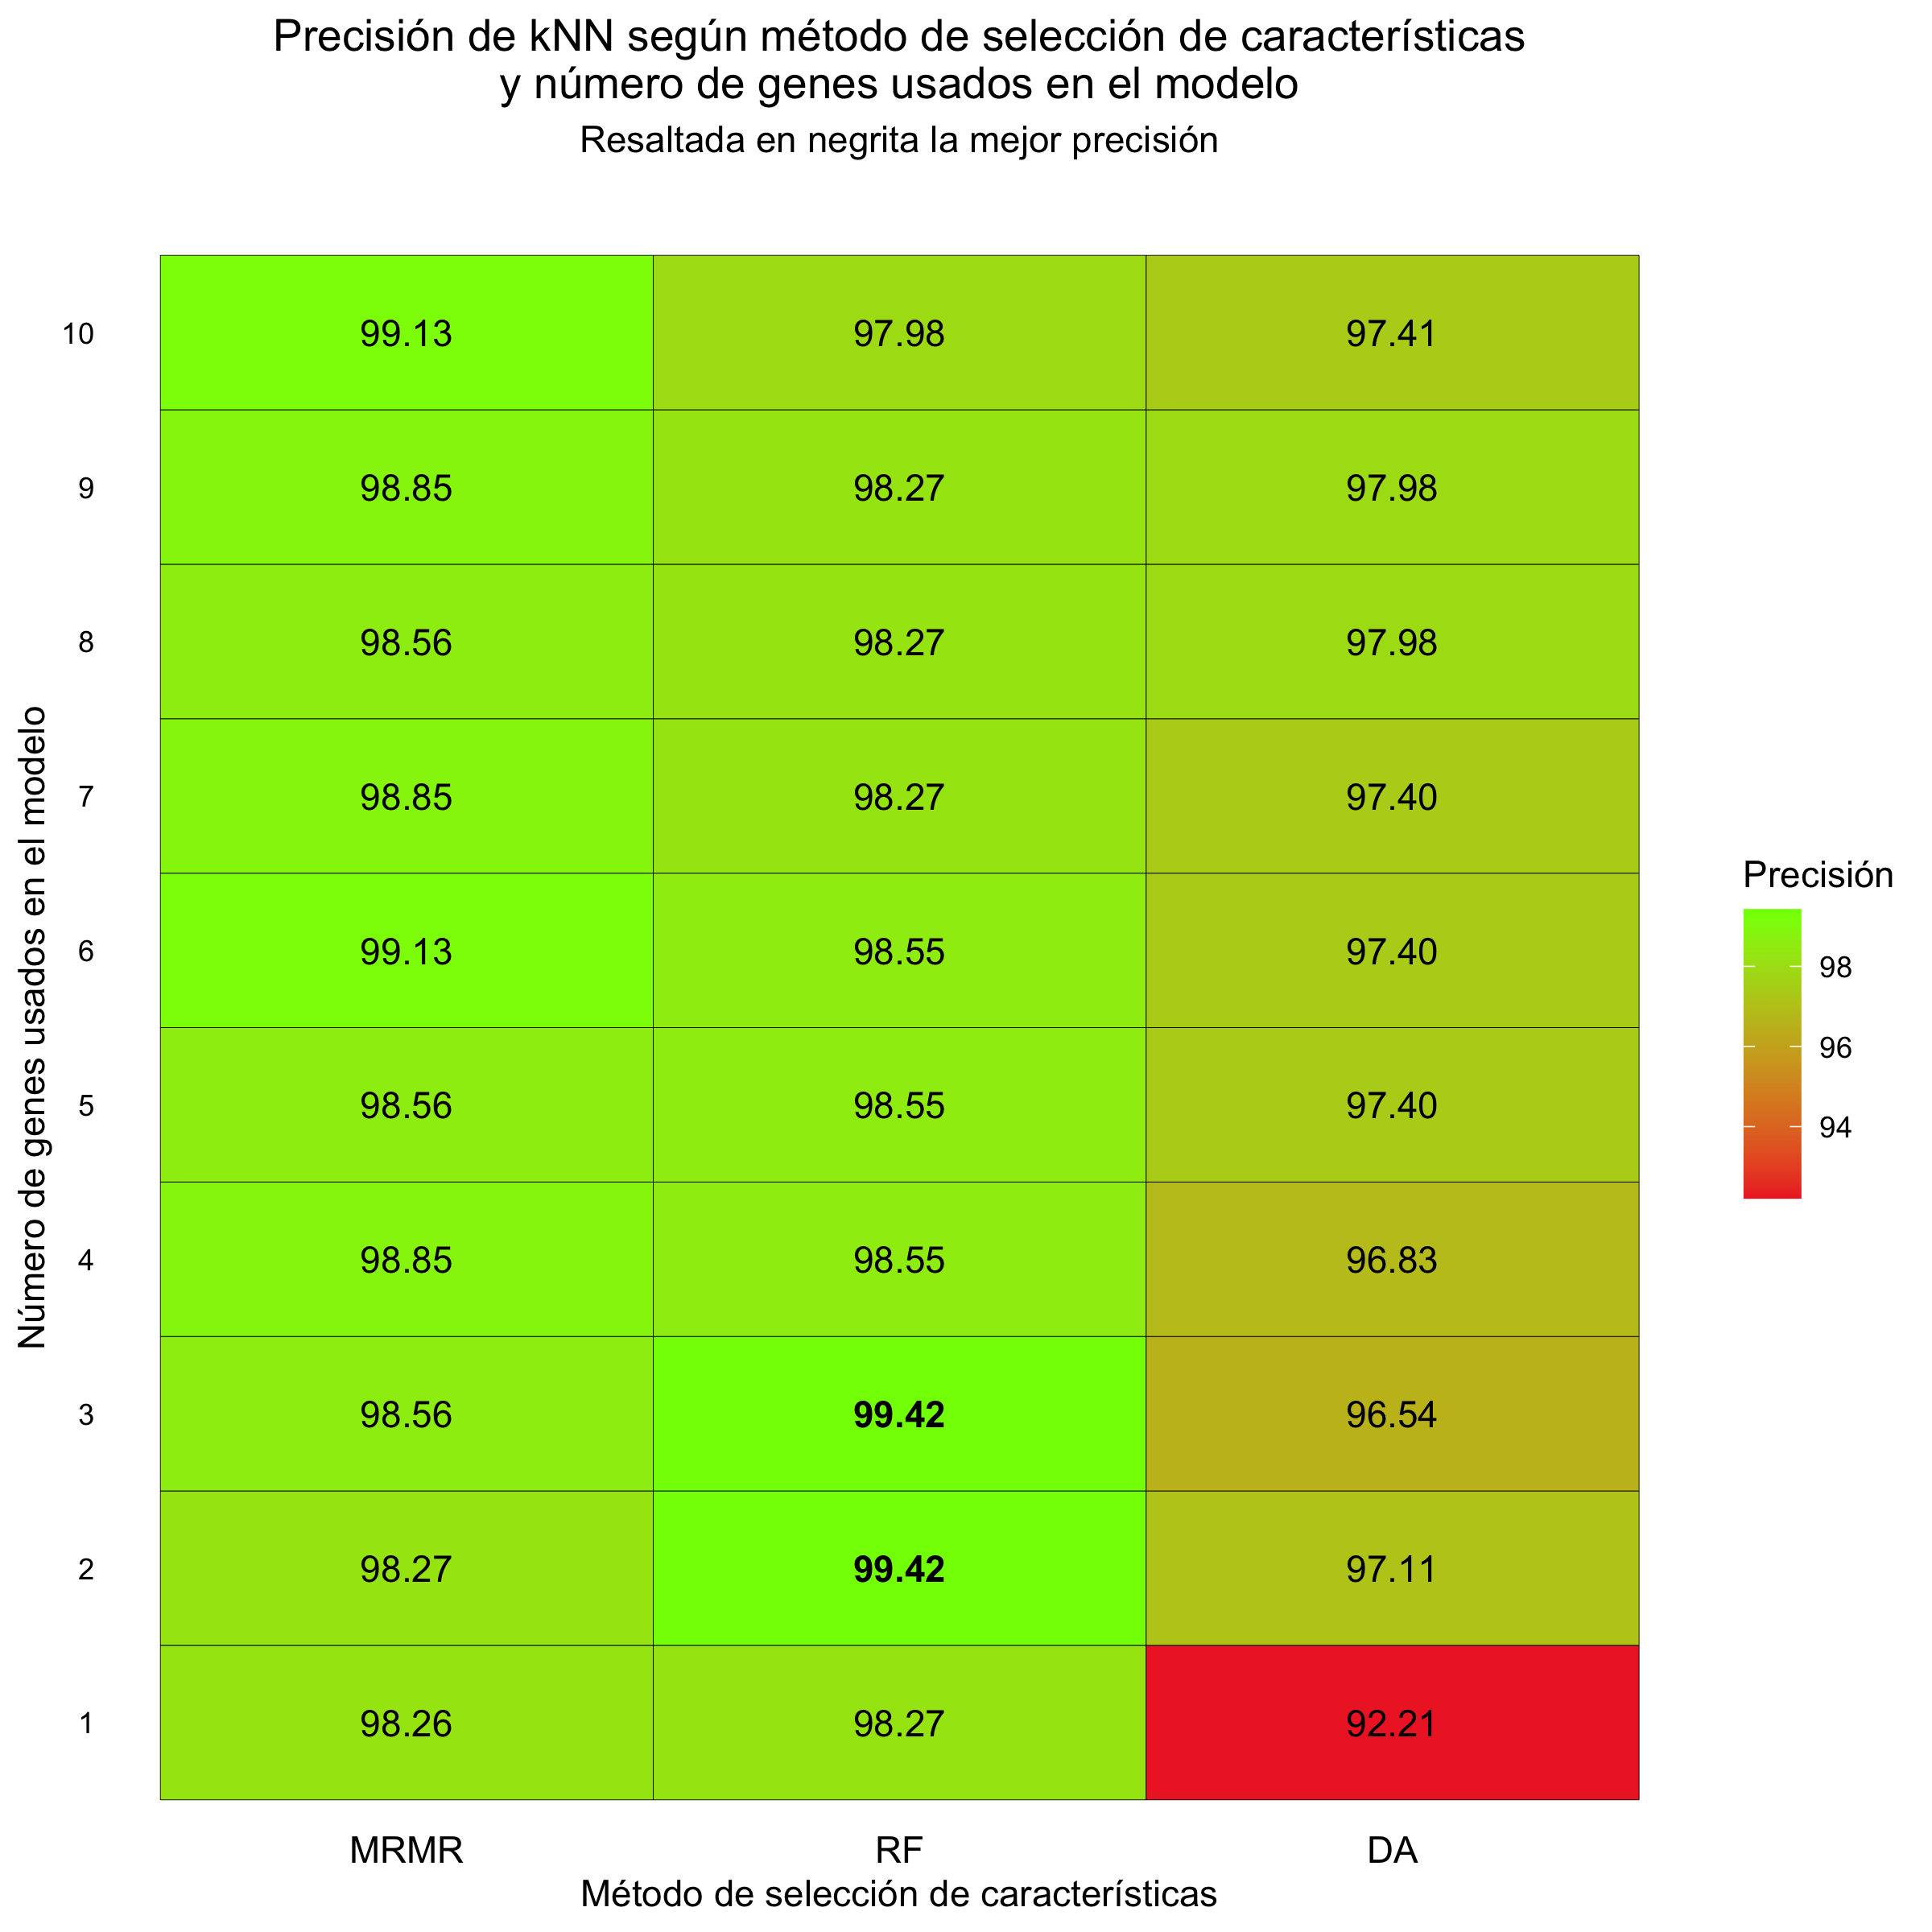 Precisión de kNN según método de selección de características
y número de genes usados en el modelo
Resaltada en negrita la mejor precisión
Número de genes usados en el modelo
10 99.13 97.98 97.41
9 98.85 98.27 97.98
8 98.56 98.27 97.98
7 98.85 98.27 97.40
6 99.13 98.55 97.40
5 98.56 98.55 97.40
4 98.85 98.55 96.83
3 98.56 99.42 96.54
2 98.27 99.42 97.11
1 98.26 98.27 92.21
MRMR RF DA
Método de selección de características
Precisión
98
96
94